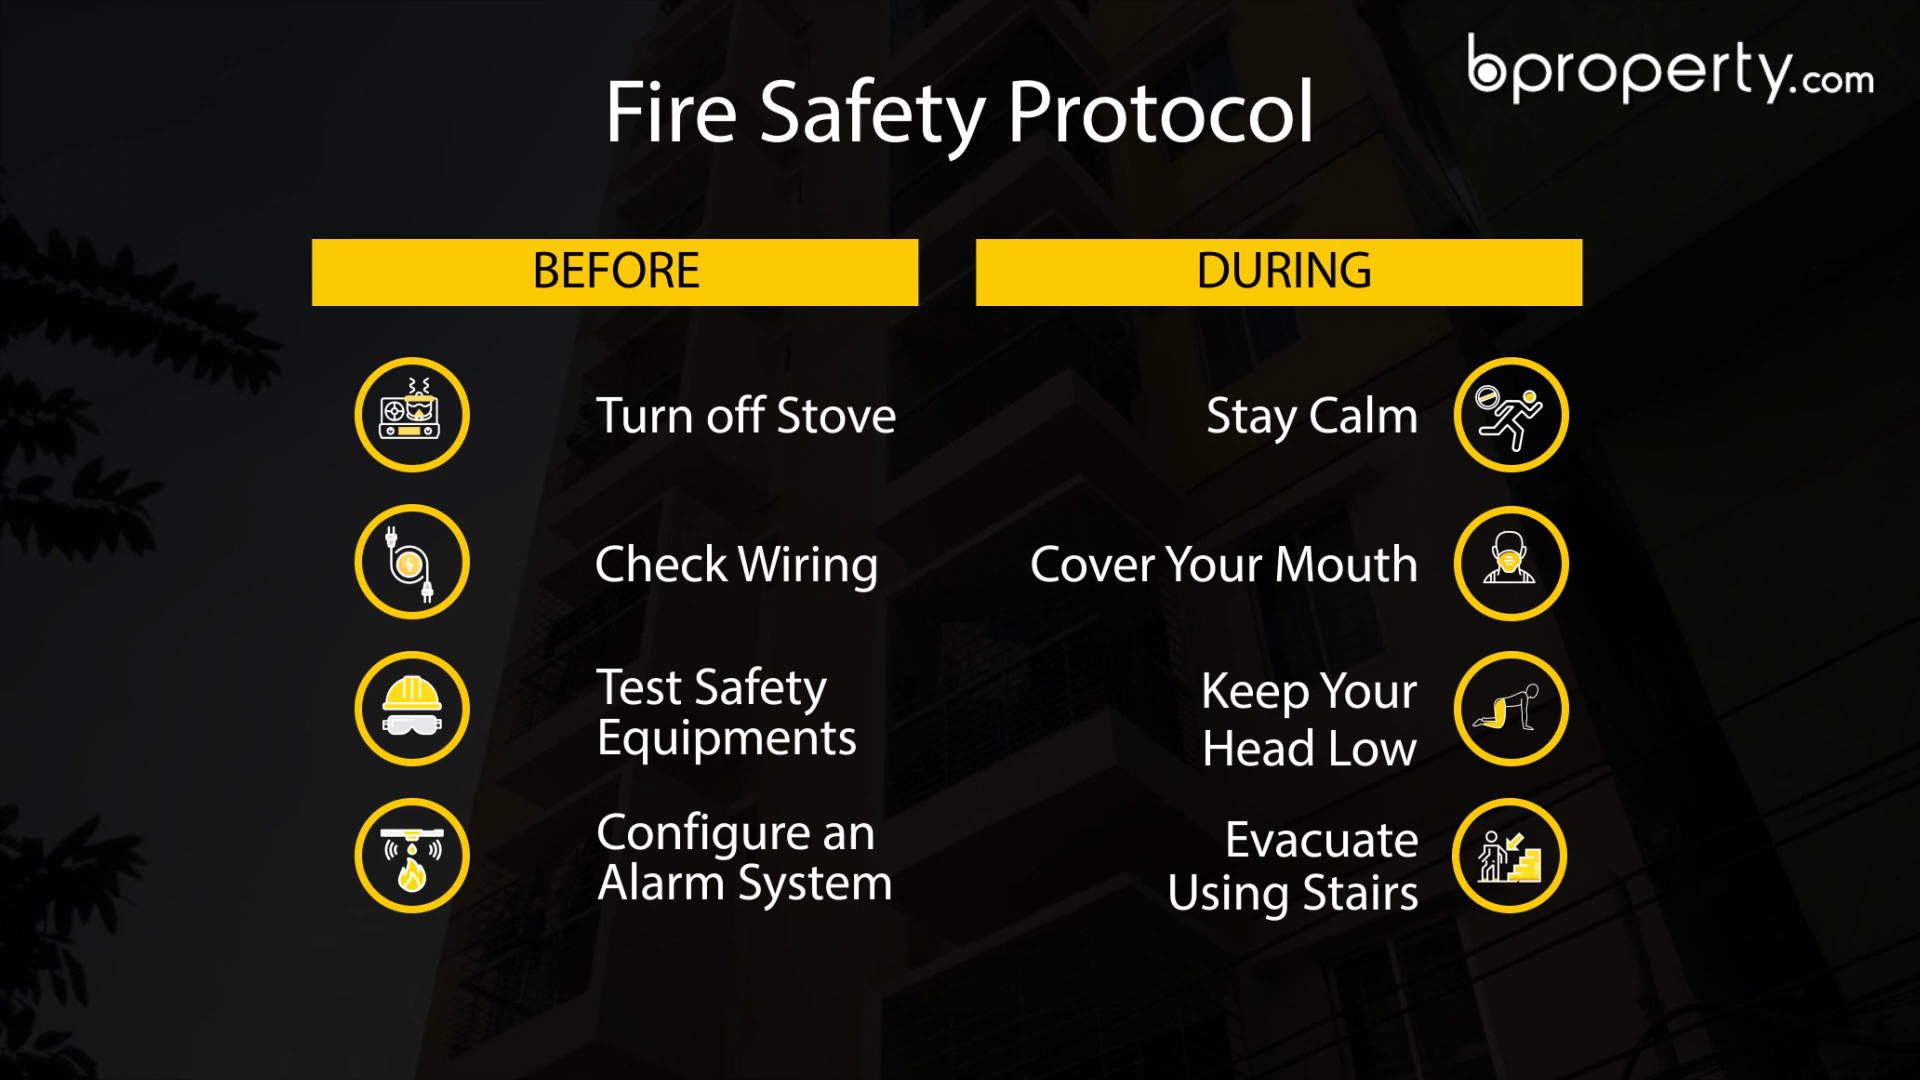 bproperty.com
Fire Safety Protocol
BEFORE
Turn off Stove
Check Wiring
Test Safety
Equipments
Configure an
Alarm System
DURING
Stay Calm
Cover Your Mouth
Keep Your
Head Low
Evacuate
Using Stairs